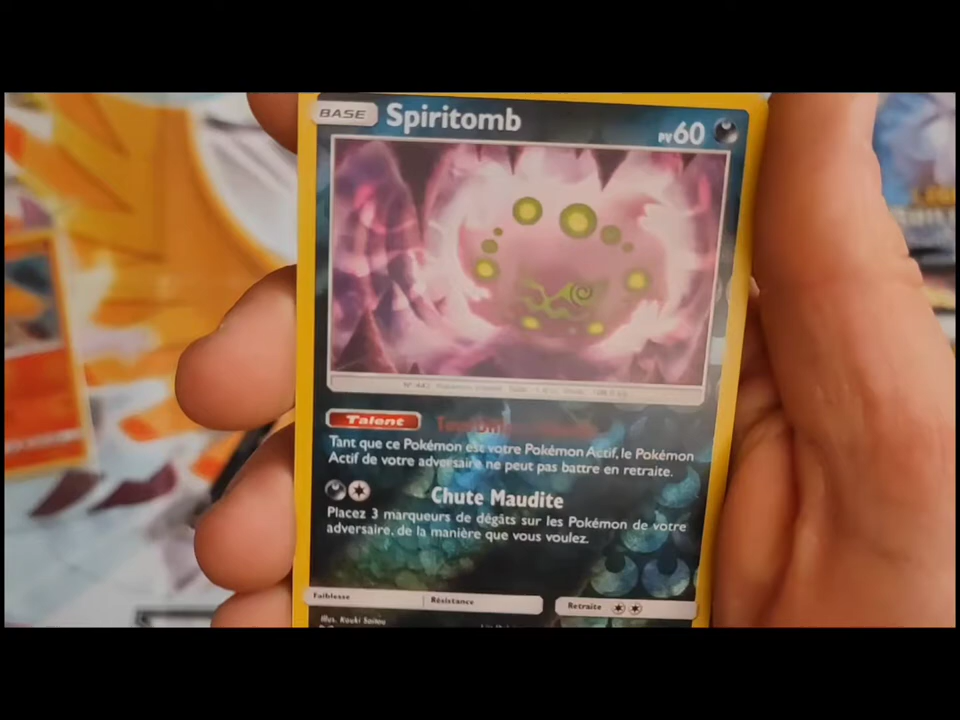 BASE Spiritomb PV60
Talent
Tant que ce Pokémon est votre Pokémon Actif, le Pokémon
Actif de votre adversaire ne peut pas battre en retraite.
Chute Maudite
Placez 3 marqueurs de dégâts sur les Pokémon de votre
adversaire, de la manière que vous voulez.
Faiblesse Résistance Retraite
Illus. Kouki Saitou